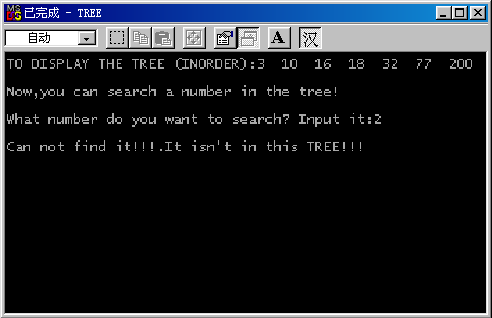 已完成 - TREE
自动
A 汉
TO DISPLAY THE TREE (INORDER):3 10 16 18 32 77 200
Now,you can search a number in the tree!
What number do you want to search? Input it:2
Can not find it!!!.It isn't in this TREE!!!